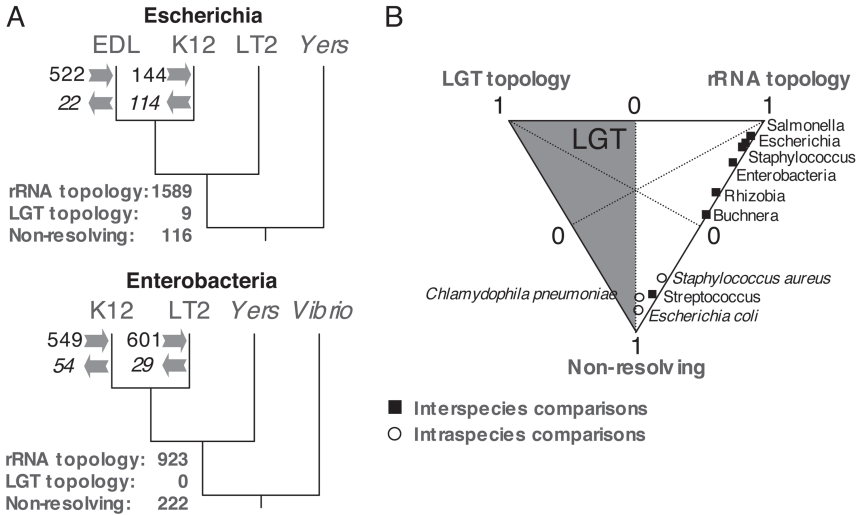 A
Escherichia
EDL K12 LT2 Yers
522 144
22 114
rRNA topology: 1589
LGT topology: 9
Non-resolving: 116
Enterobacteria
K12 LT2 Yers Vibrio
549 601
54 29
rRNA topology: 923
LGT topology: 0
Non-resolving: 222
B
LGT topology rRNA topology
1 0 1
LGT
Salmonella
Escherichia
Staphylococcus
Enterobacteria
Rhizobia
Buchnera
0 0
Staphylococcus aureus
Chlamydophila pneumoniae
Streptococcus
Escherichia coli
1
Non-resolving
Interspecies comparisons
Intraspecies comparisons